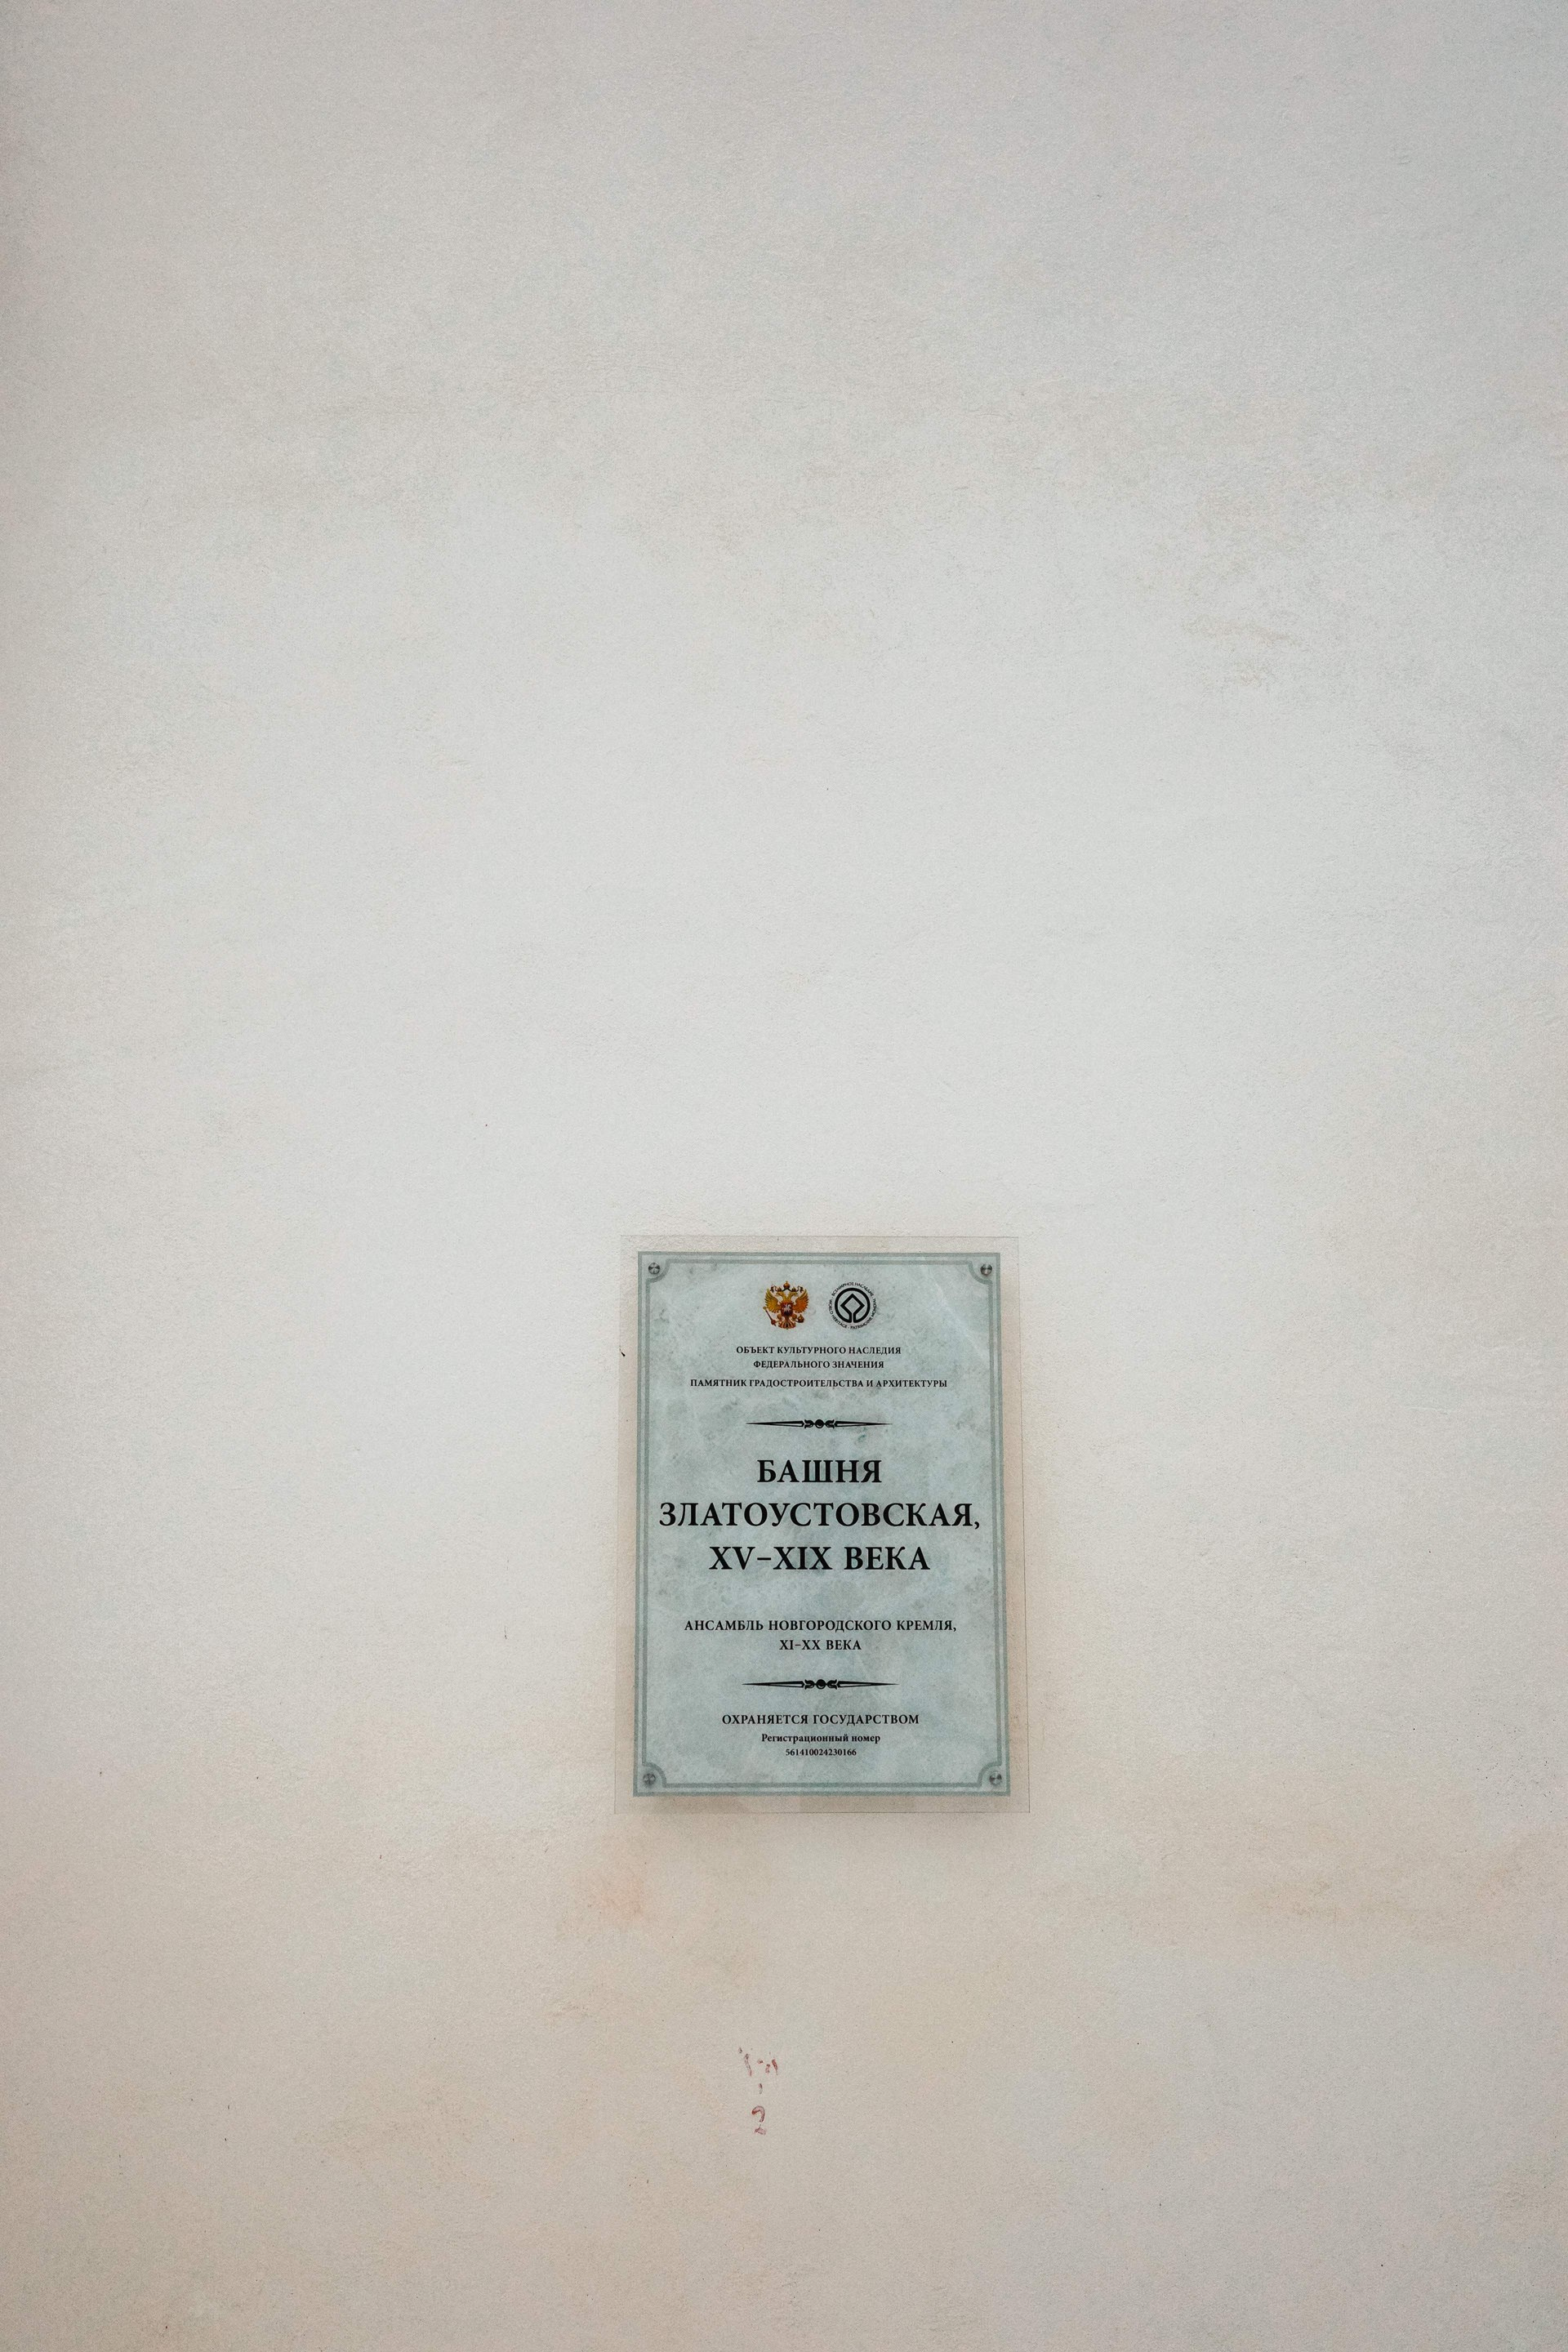 ОБЪЕКТ КУЛЬТУРНОГО НАСЛЕДИЯ
ФЕДЕРАЛЬНОГО ЗНАЧЕНИЯ
ПАМЯТНИК ГРАДОСТРОИТЕЛЬСТВА И АРХИТЕКТУРЫ
БАШНЯ
ЗЛАТОУСТОВСКАЯ,
XV–XIX ВЕКА
АНСАМБЛЬ НОВГОРОДСКОГО КРЕМЛЯ,
XI–XX ВЕКА
ОХРАНЯЕТСЯ ГОСУДАРСТВОМ
Регистрационный номер
561410024230166